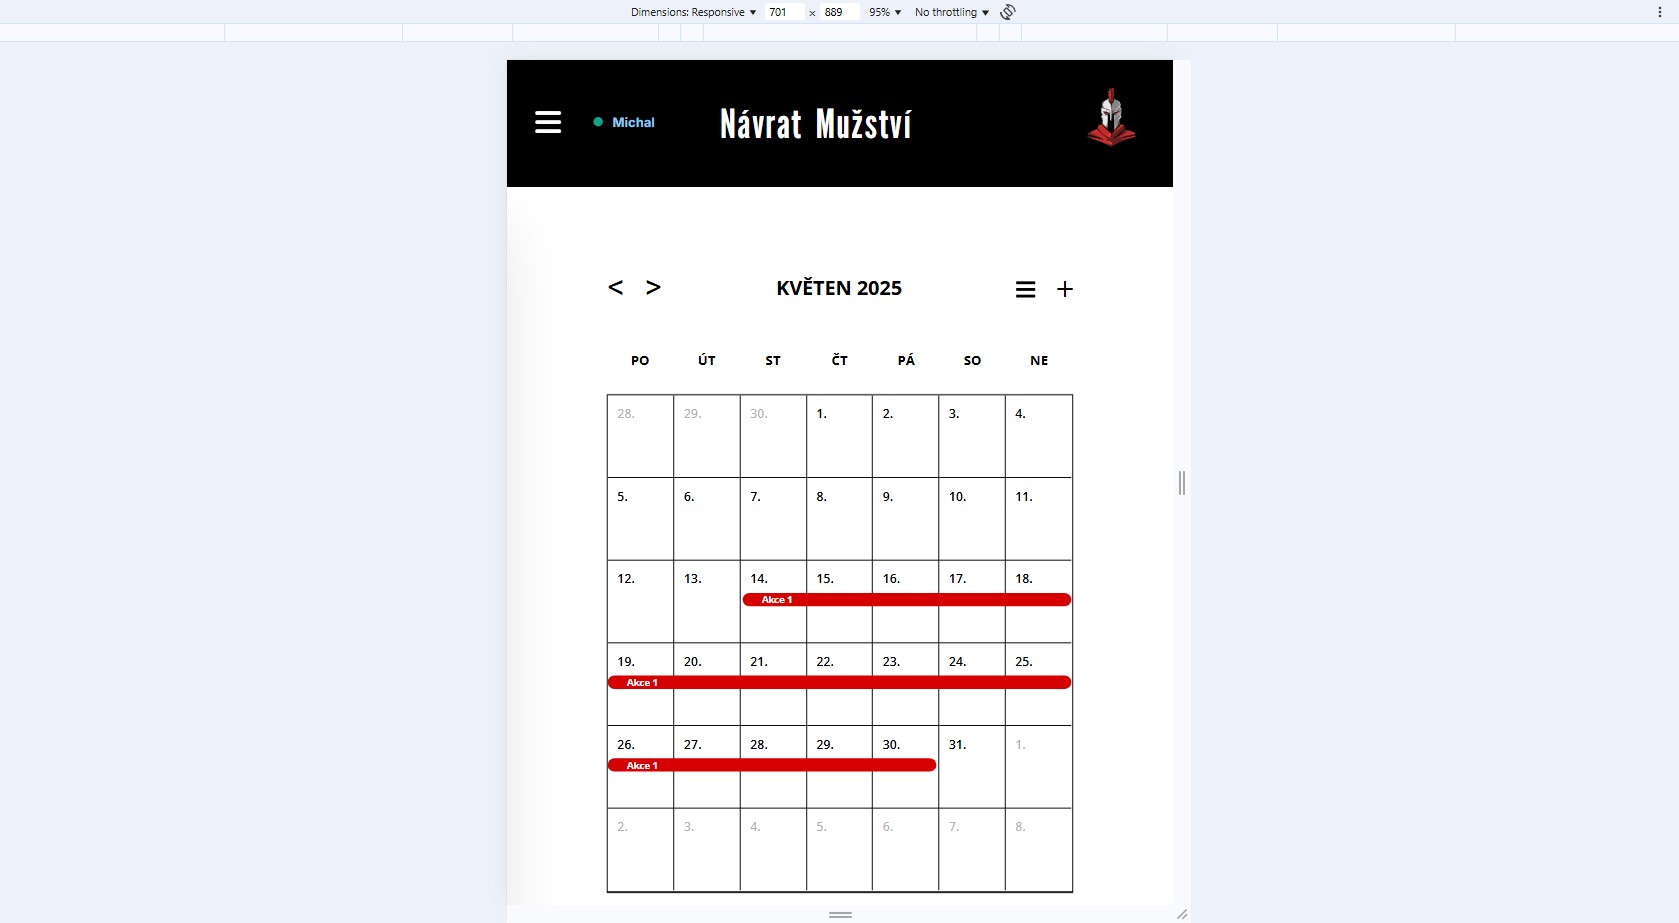 Dimensions: Responsive ▼ 701 × 889 95% ▼ No throttling ▼
Michal
Návrat Mužství
< > KVĚTEN 2025 +
PO ÚT ST ČT PÁ SO NE
28. 29. 30. 1. 2. 3. 4.
5. 6. 7. 8. 9. 10. 11.
12. 13. 14. 15. 16. 17. 18.
Akce 1
19. 20. 21. 22. 23. 24. 25.
Akce 1
26. 27. 28. 29. 30. 31. 1.
Akce 1
2. 3. 4. 5. 6. 7. 8.